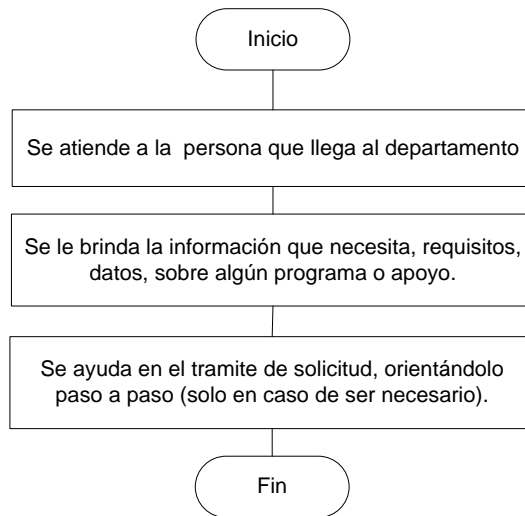 Inicio
Se atiende a la  persona que llega al departamento
Se le brinda la información que necesita, requisitos,
datos, sobre algún programa o apoyo.
Se ayuda en el tramite de solicitud, orientándolo
paso a paso (solo en caso de ser necesario).
Fin